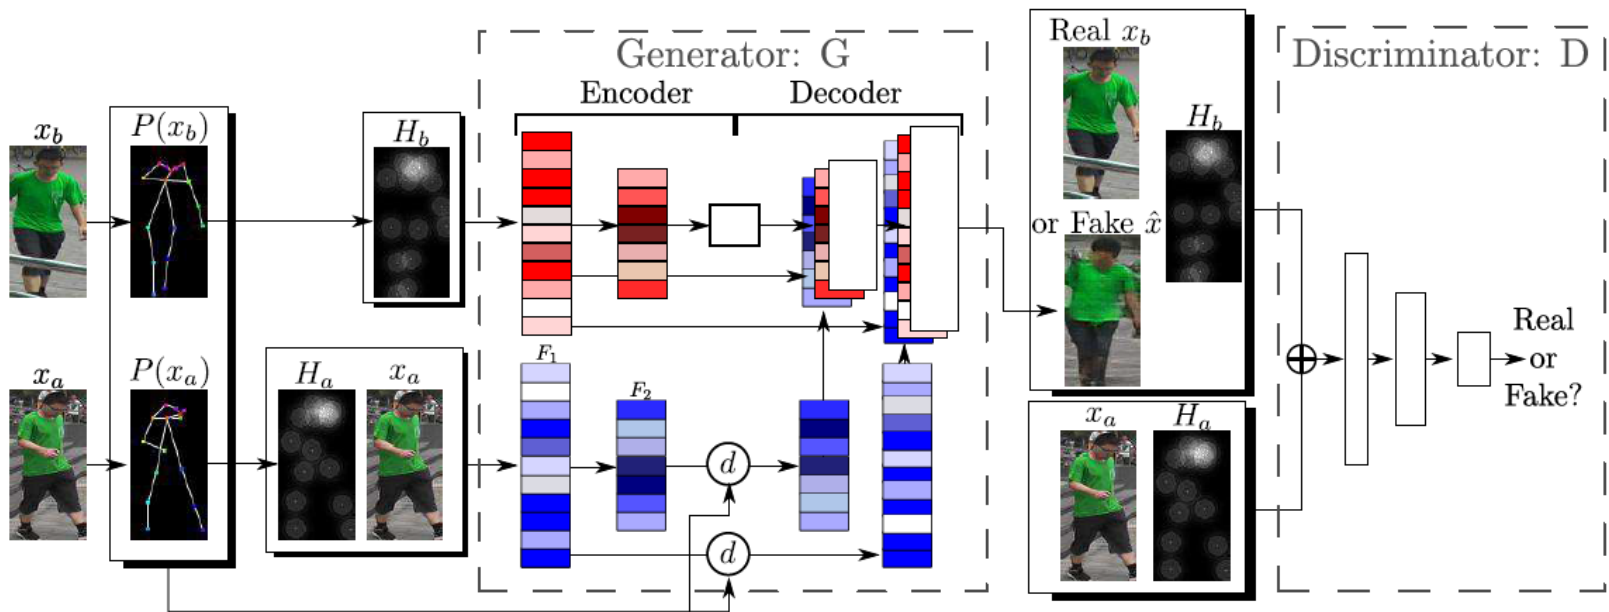 Generator: G
Encoder
Decoder
x_b
P(x_b)
H_b
x_a
P(x_a)
H_a
x_a
F_1
F_2
d
d
Real x_b
H_b
or Fake x̂
x_a
H_a
Discriminator: D
Real
or
Fake?